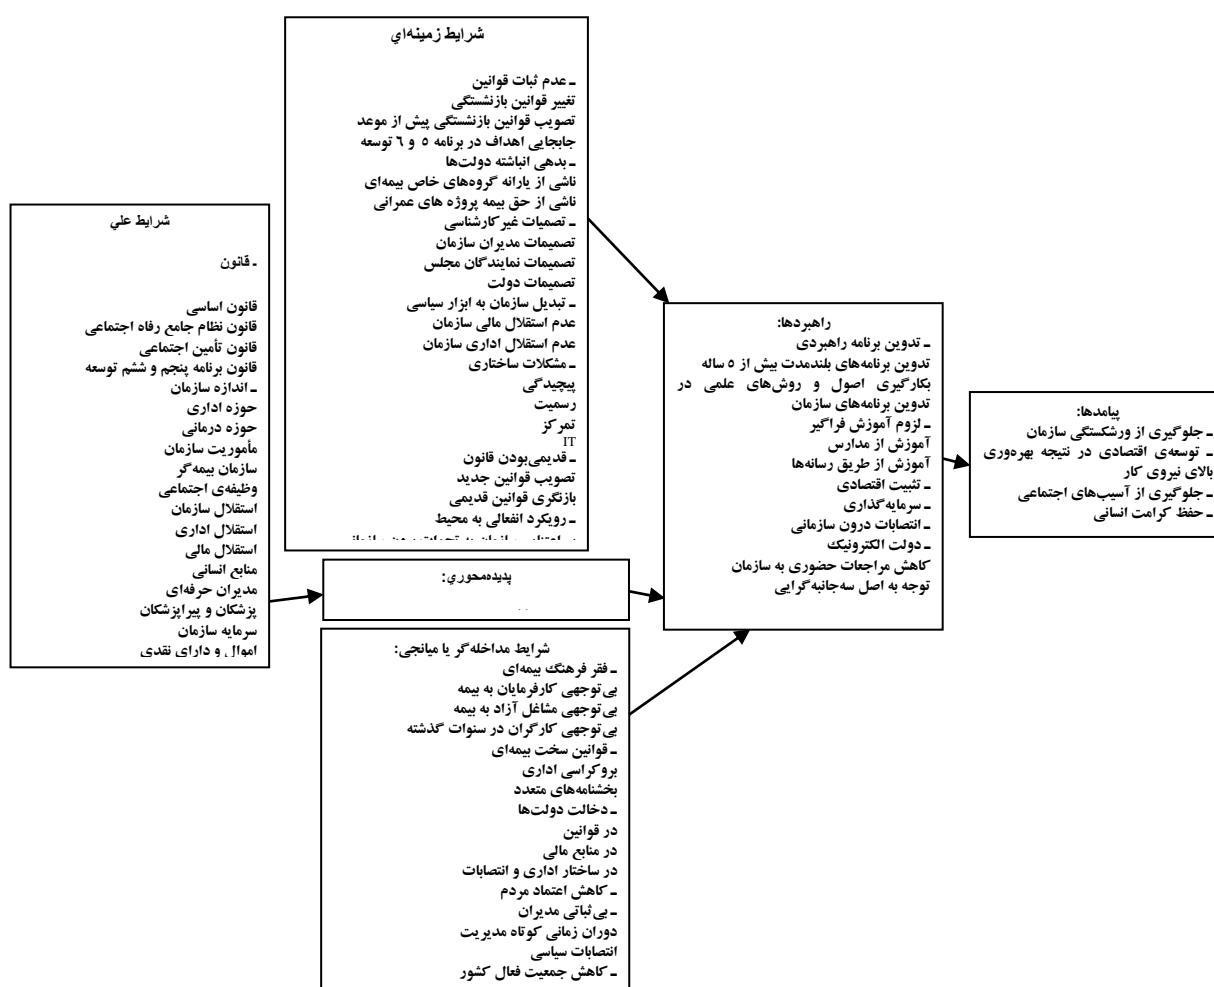 شرايط زمينه‌اي
ـ عدم ثبات قوانین
تغییر قوانین بازنشستگی
تصویب قوانین بازنشستگی پیش از موعد
جابجایی اهداف در برنامه ٥ و ٦ توسعه
ـ بدهی انباشته دولت‌ها
ناشی از یارانه گروه‌های خاص بیمه‌ای
ناشی از حق بیمه پروژه های عمرانی
ـ تصمیات غیرکارشناسی
تصمیمات مدیران سازمان
تصمیمات نمایندگان مجلس
تصمیمات دولت
ـ تبدیل سازمان به ابزار سیاسی
عدم استقلال مالی سازمان
عدم استقلال اداری سازمان
ـ مشکلات ساختاری
پیچیدگی
رسمیت
تمرکز
IT
ـ قدیمی‌بودن قانون
تصویب قوانین جدید
بازنگری قوانین قدیمی
ـ رویکرد انفعالی به محیط
شرايط علي
ـ قانون
قانون اساسی
قانون نظام جامع رفاه اجتماعی
قانون تأمین اجتماعی
قانون برنامه پنجم و ششم توسعه
ـ اندازه سازمان
حوزه اداری
حوزه درمانی
مأموریت سازمان
سازمان بیمه‌گر
وظیفه‌ی اجتماعی
استقلال سازمان
استقلال اداری
استقلال مالی
منابع انسانی
مدیران حرفه‌ای
پزشکان و پیراپزشکان
سرمایه سازمان
اموال و دارای نقدی
پدیده‌محوري:
شرايط مداخله‌گر يا ميانجي:
ـ فقر فرهنگ بیمه‌ای
بی‌توجهی کارفرمایان به بیمه
بی‌توجهی مشاغل آزاد به بیمه
بی‌توجهی کارگران در سنوات گذشته
ـ قوانین سخت بیمه‌ای
بروکراسی اداری
بخشنامه‌های متعدد
ـ دخالت دولت‌ها
در قوانین
در منابع مالی
در ساختار اداری و انتصابات
ـ کاهش اعتماد مردم
ـ بی‌ثباتی مدیران
دوران زمانی کوتاه مدیریت
انتصابات سیاسی
ـ کاهش جمعیت فعال کشور
راهبردها:
ـ تدوین برنامه راهبردی
تدوین برنامه‌های بلندمدت بیش از ٥ ساله
بکارگیری اصول و روش‌های علمی در
تدوین برنامه‌های سازمان
ـ لزوم آموزش فراگیر
آموزش از مدارس
آموزش از طریق رسانه‌ها
ـ تثبیت اقتصادی
ـ سرمایه‌گذاری
ـ انتصابات درون سازمانی
ـ دولت الکترونیک
کاهش مراجعات حضوری به سازمان
توجه به اصل سه‌جانبه‌گرایی
پیامدها:
ـ جلوگیری از ورشکستگی سازمان
ـ توسعه‌ی اقتصادی در نتیجه بهره‌وری
بالای نیروی کار
ـ جلوگیری از آسیب‌های اجتماعی
ـ حفظ کرامت انسانی